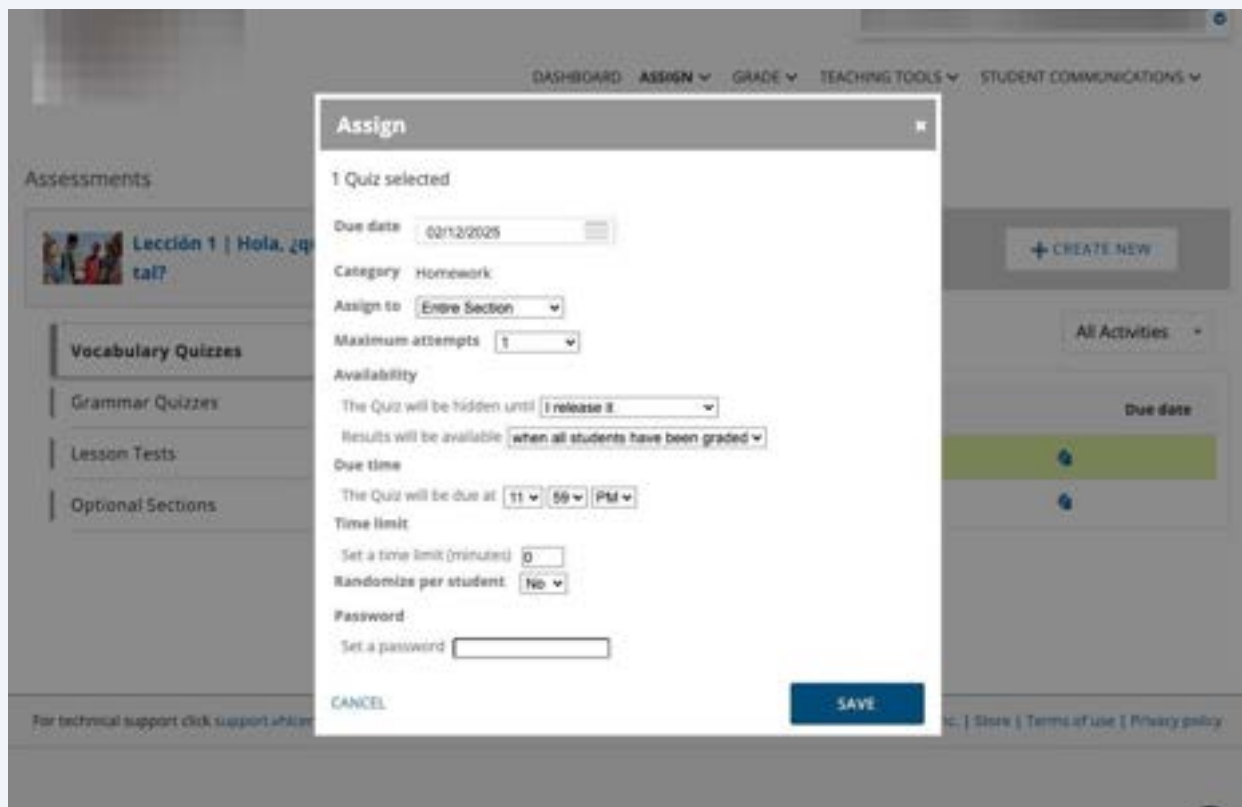 DASHBOARD ASSIGN GRADE TEACHING TOOLS STUDENT COMMUNICATIONS
Assign
Assessments
1 Quiz selected
Due date 02/12/2025
Lección 1 | Hola, ¿qu
tal?
+ CREATE NEW
Category Homework
Assign to Entire Section
Maximum attempts 1
All Activities
Vocabulary Quizzes
Availability
Grammar Quizzes
The Quiz will be hidden until I release it
Due date
Results will be available when all students have been graded
Lesson Tests
Due time
The Quiz will be due at 11 59 PM
Optional Sections
Time limit
Set a time limit (minutes) 0
Randomize per student No
Password
Set a password
CANCEL
SAVE
For technical support click support.vhlcen
nc. | Store | Terms of use | Privacy policy